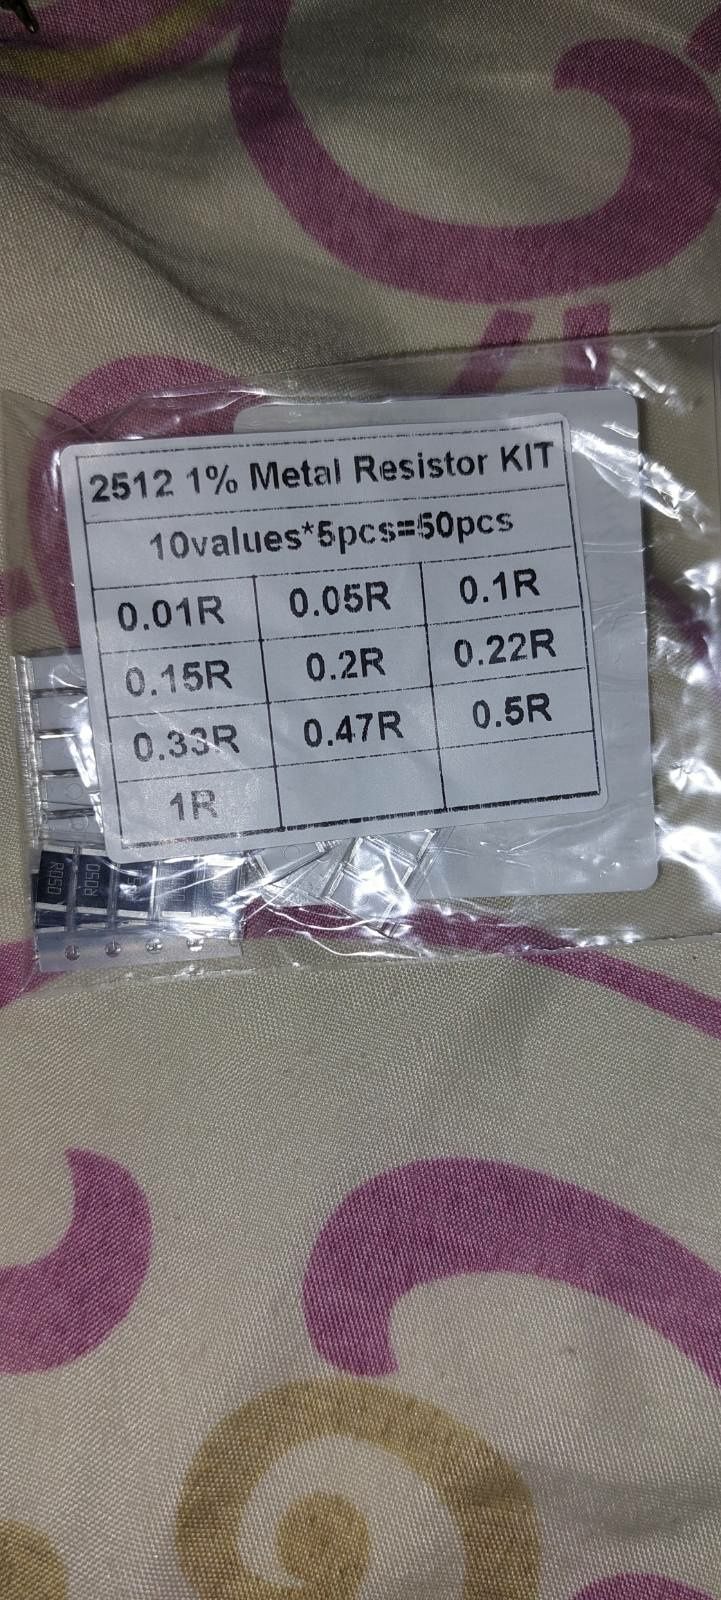 2512 1% Metal Resistor KIT
10values*5pcs=50pcs
0.01R 0.05R 0.1R
0.15R 0.2R 0.22R
0.33R 0.47R 0.5R
1R
R050 R050